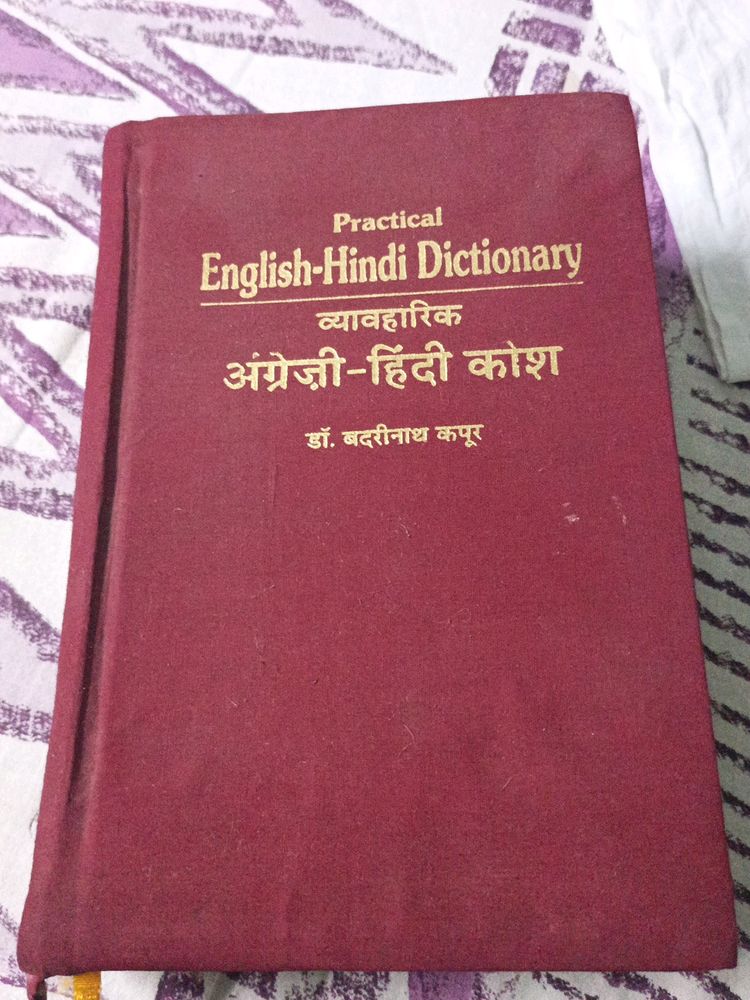 Practical
English-Hindi Dictionary
व्यावहारिक
अंग्रेज़ी-हिंदी कोश
डॉ. बदरीनाथ कपूर